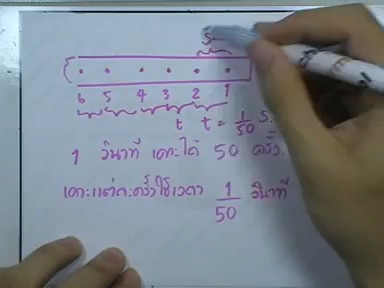 S
6 5 4 3 2 1
t t = 1/50 s.
1 วินาที เคาะได้ 50 ครั้ง
เคาะแต่ละครั้งใช้เวลา 1/50 วินาที